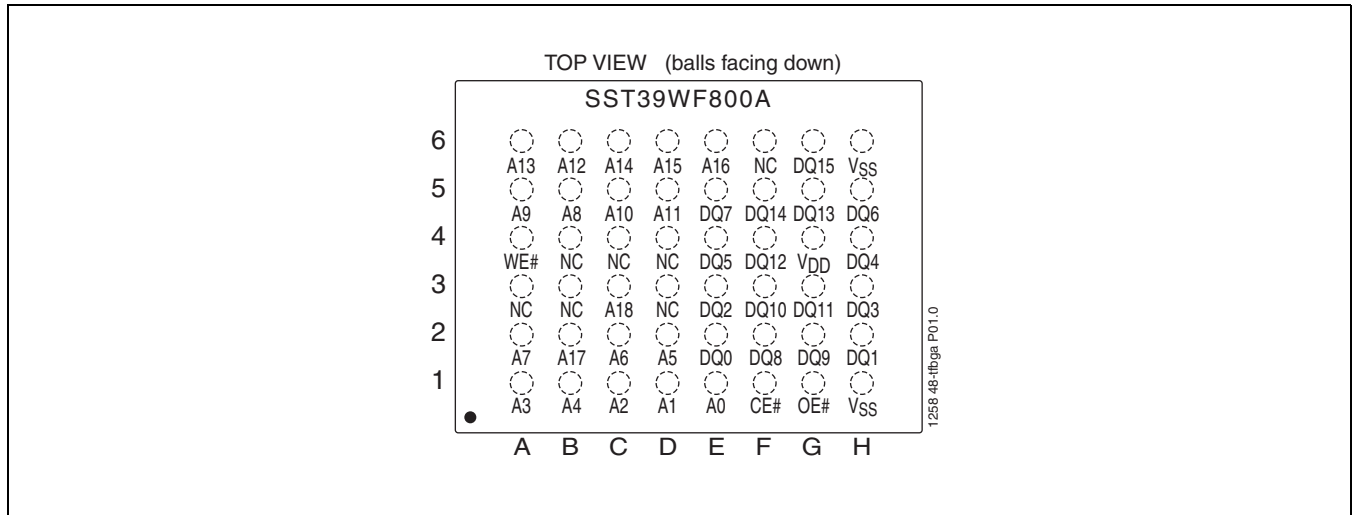 TOP VIEW (balls facing down)
SST39WF800A
6
A13 A12 A14 A15 A16 NC DQ15 VSS
5
A9 A8 A10 A11 DQ7 DQ14 DQ13 DQ6
4
WE# NC NC NC DQ5 DQ12 VDD DQ4
3
NC NC A18 NC DQ2 DQ10 DQ11 DQ3
2
A7 A17 A6 A5 DQ0 DQ8 DQ9 DQ1
1
A3 A4 A2 A1 A0 CE# OE# VSS
A B C D E F G H
1258 48-tfbga P01.0